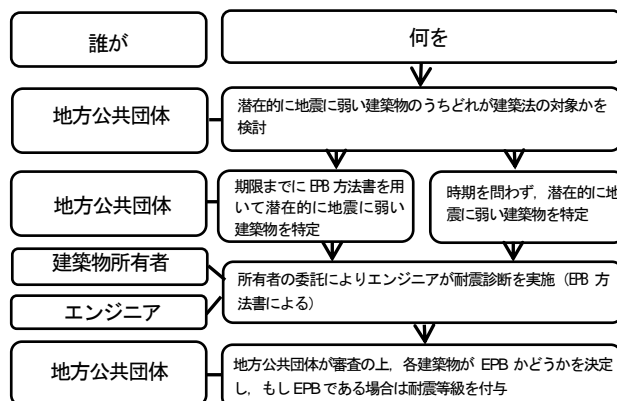 誰が
何を
地方公共団体
潜在的に地震に弱い建築物のうちどれが建築法の対象かを
検討
地方公共団体
期限までに EPB 方法書を用
いて潜在的に地震に弱い
建築物を特定
時期を問わず，潜在的に地
震に弱い建築物を特定
建築物所有者
エンジニア
所有者の委託によりエンジニアが耐震診断を実施（EPB 方
法書による）
地方公共団体
地方公共団体が審査の上，各建築物が EPB かどうかを決定
し，もし EPB である場合は耐震等級を付与